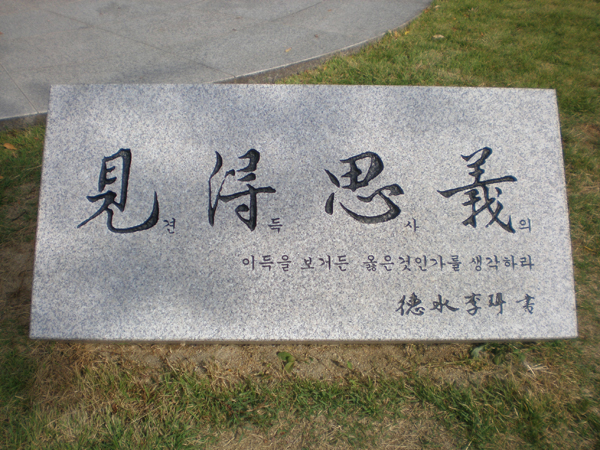 見견 得득 思사 義의
이득을 보거든 옳은것인가를 생각하라
德水 李珥 書